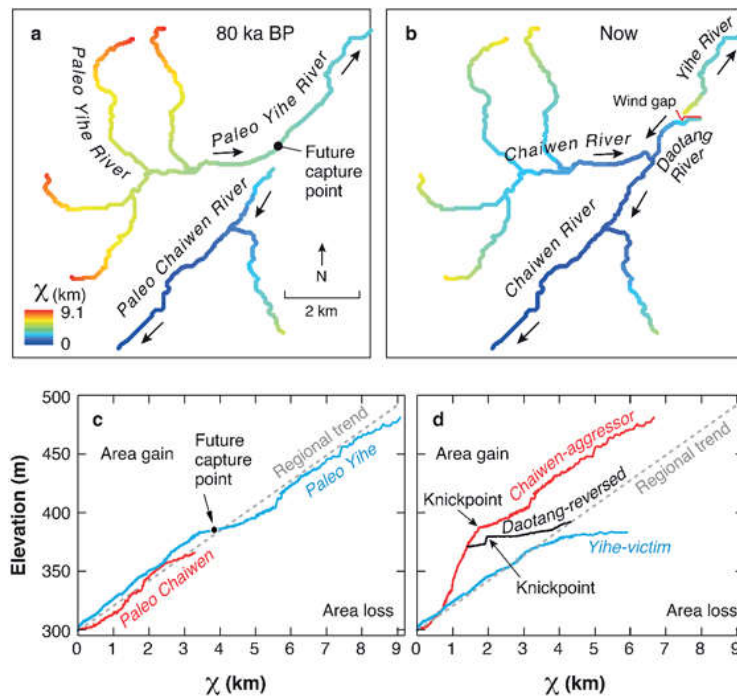 a
80 ka BP
Paleo Yihe River
Paleo Yihe River
Future
capture
point
Paleo Chaiwen River
N
2 km
χ (km)
9.1
0
b
Now
Yihe River
Wind gap
Chaiwen River
Daotang
River
Chaiwen River
c
Area gain
Future
capture
point
Regional trend
Paleo Yihe
Paleo Chaiwen
Area loss
Elevation (m)
500
450
400
350
300
0 1 2 3 4 5 6 7 8 9
χ (km)
d
Area gain
Chaiwen-aggressor
Regional trend
Knickpoint
Daotang-reversed
Yihe-victim
Knickpoint
Area loss
0 1 2 3 4 5 6 7 8 9
χ (km)